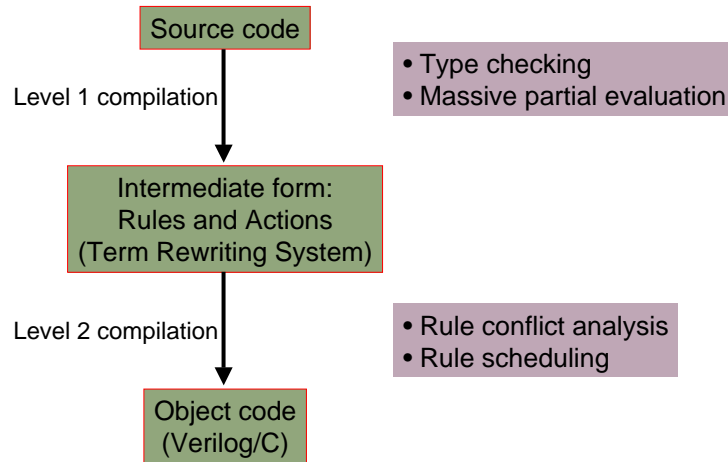 Source code
Level 1 compilation
• Type checking
• Massive partial evaluation
Intermediate form:
Rules and Actions
(Term Rewriting System)
Level 2 compilation
• Rule conflict analysis
• Rule scheduling
Object code
(Verilog/C)